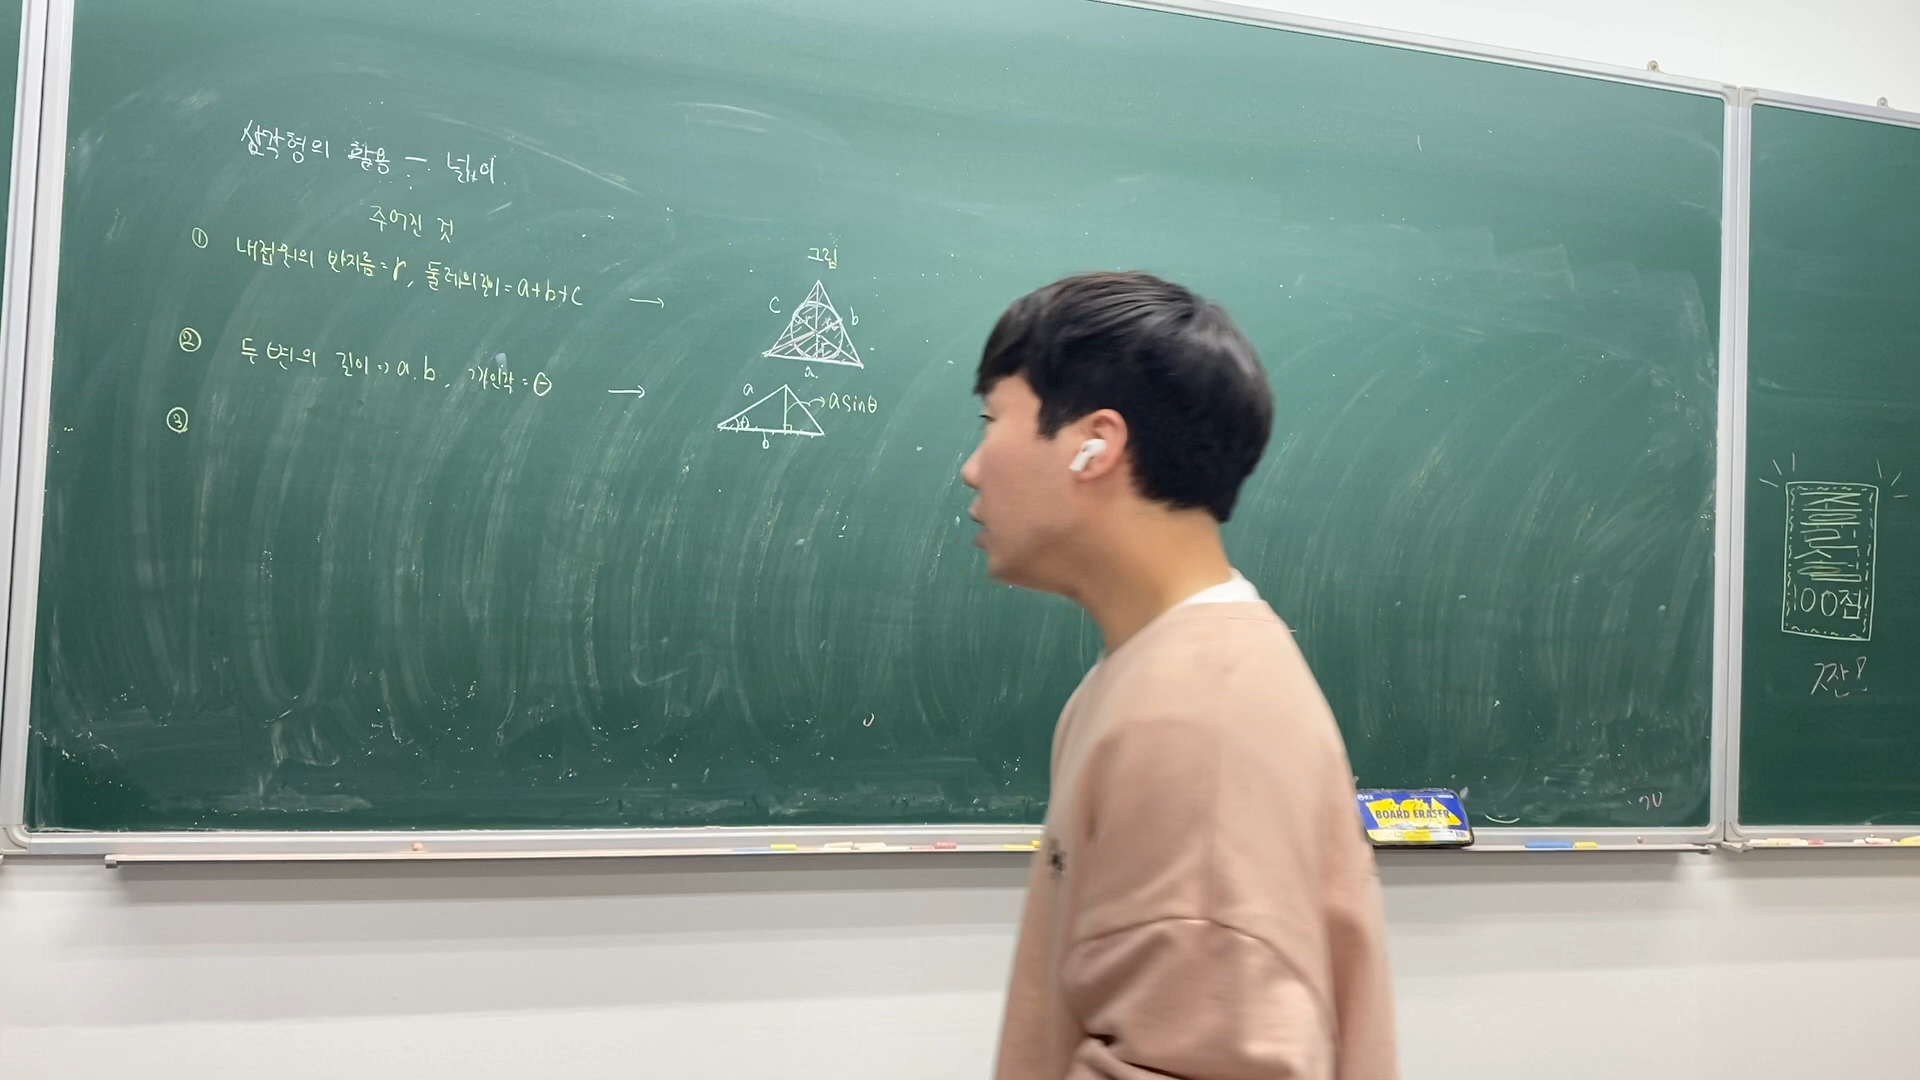 삼각형의 활용 - 넓이
주어진 것
① 내접원의 반지름 = r, 둘레의 길이 = a+b+c →
그림
c
b
a
② 두 변의 길이 => a, b, 끼인각 = θ →
a
θ
b
→ asinθ
③
BOARD ERASER
100점
짠!